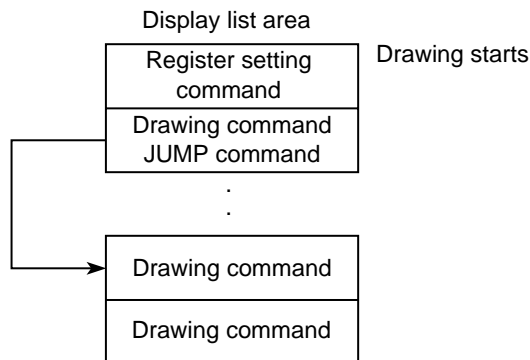 Display list area
Drawing starts
Register setting
command
Drawing command
JUMP command
.
.
Drawing command
Drawing command